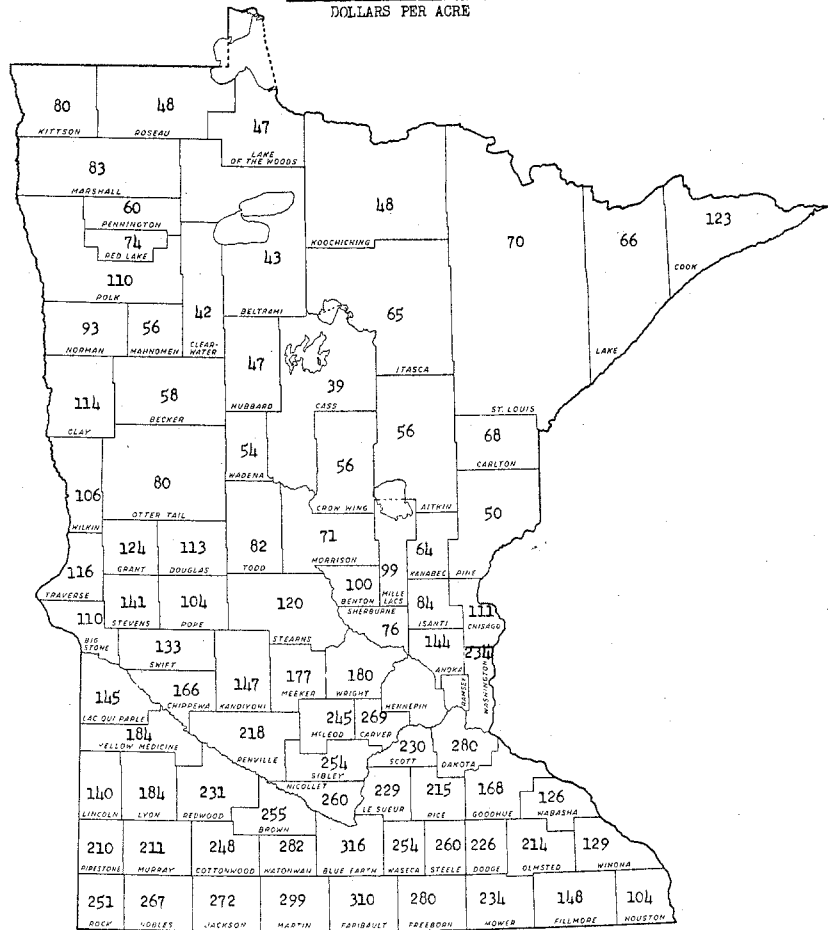 DOLLARS PER ACRE
80
KITTSON
48
ROSEAU
47
LAKE
OF THE WOODS
83
MARSHALL
60
PENNINGTON
74
RED LAKE
110
POLK
43
BELTRAMI
48
KOOCHICHING
70
ST. LOUIS
66
LAKE
123
COOK
93
NORMAN
56
MAHNOMEN
42
CLEAR-
WATER
47
HUBBARD
39
CASS
65
ITASCA
114
CLAY
58
BECKER
54
WADENA
56
CROW WING
56
AITKIN
68
CARLTON
106
WILKIN
80
OTTER TAIL
50
PINE
116
TRAVERSE
124
GRANT
113
DOUGLAS
82
TODD
71
MORRISON
99
MILLE
LACS
64
KANABEC
110
BIG
STONE
141
STEVENS
104
POPE
120
STEARNS
100
BENTON
SHERBURNE
76
84
ISANTI
111
CHISAGO
133
SWIFT
144
ANOKA
234
WASHINGTON
RAMSEY
145
LAC QUI PARLE
166
CHIPPEWA
147
KANDIYOHI
177
MEEKER
180
WRIGHT
HENNEPIN
184
YELLOW MEDICINE
218
RENVILLE
245
MCLEOD
269
CARVER
230
SCOTT
280
DAKOTA
254
SIBLEY
140
LINCOLN
184
LYON
231
REDWOOD
255
BROWN
NICOLLET
260
229
LE SUEUR
215
RICE
168
GOODHUE
126
WABASHA
210
PIPESTONE
211
MURRAY
248
COTTONWOOD
282
WATONWAN
316
BLUE EARTH
254
WASECA
260
STEELE
226
DODGE
214
OLMSTED
129
WINONA
251
ROCK
267
NOBLES
272
JACKSON
299
MARTIN
310
FARIBAULT
280
FREEBORN
234
MOWER
148
FILLMORE
104
HOUSTON